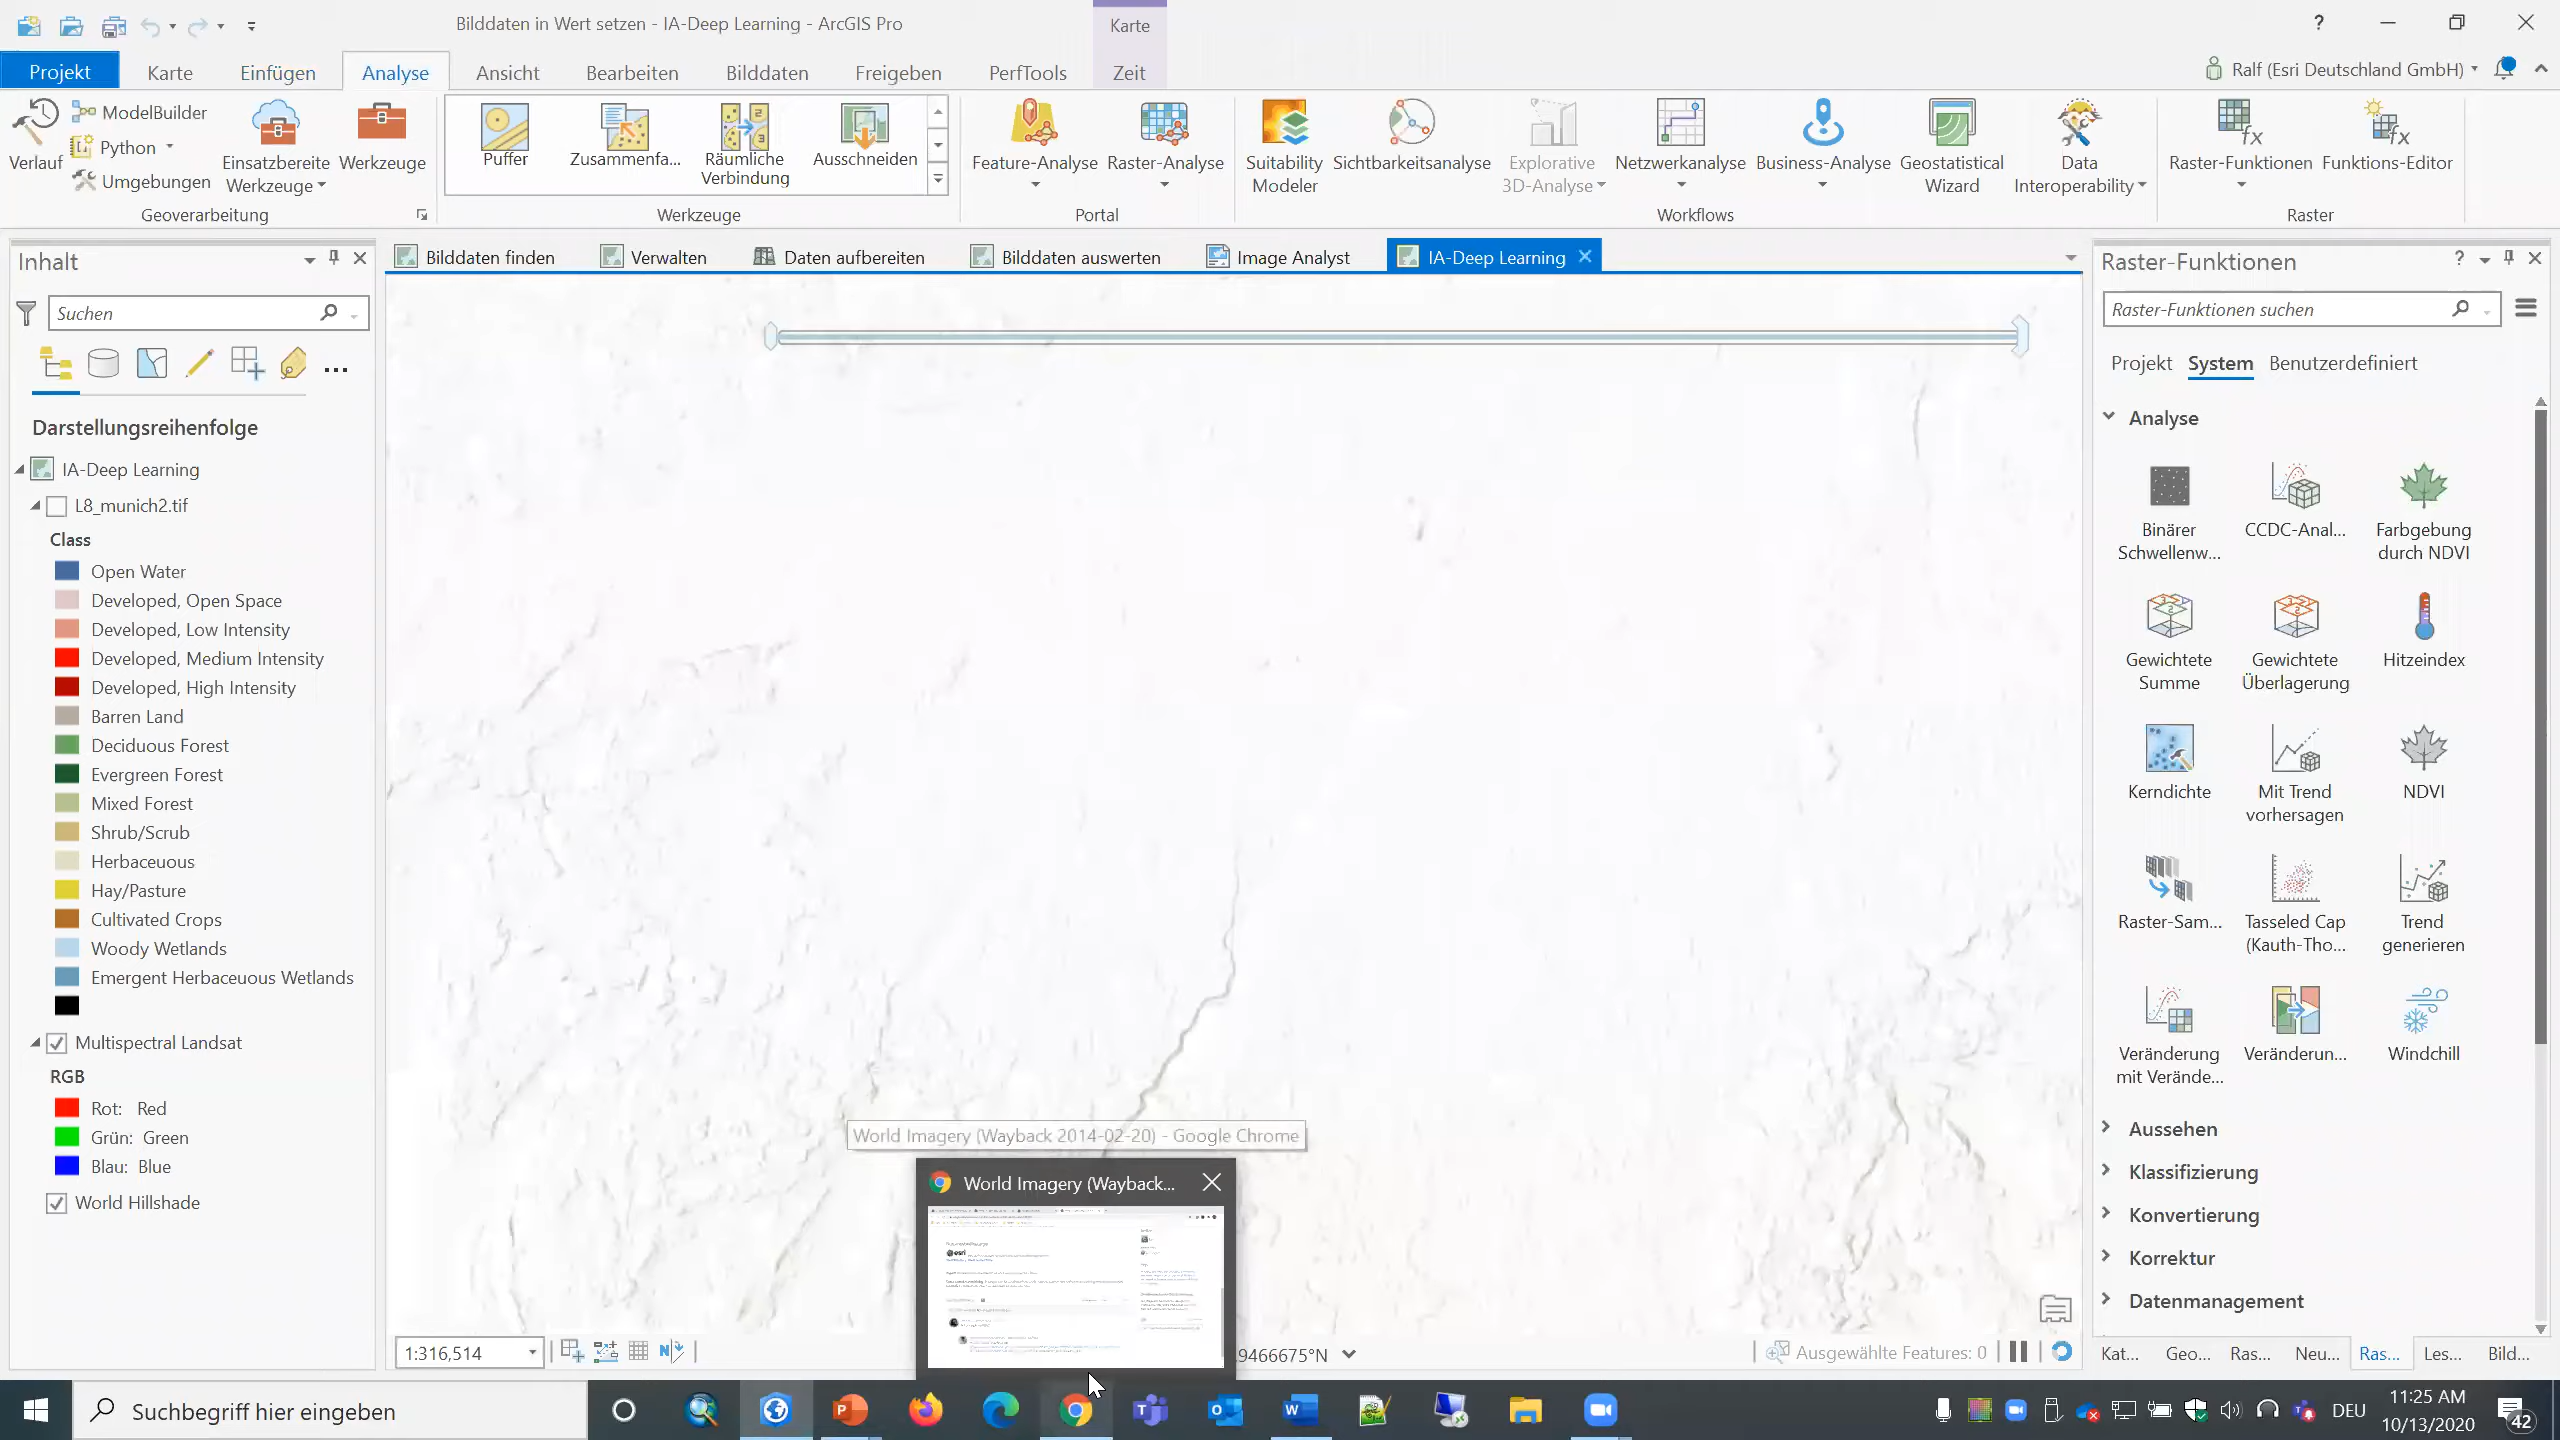 Bilddaten in Wert setzen - IA-Deep Learning - ArcGIS Pro
Karte
?
Projekt
Karte
Einfügen
Analyse
Ansicht
Bearbeiten
Bilddaten
Freigeben
PerfTools
Zeit
Ralf (Esri Deutschland GmbH)
Verlauf
ModelBuilder
Python
Umgebungen
Einsatzbereite
Werkzeuge
Werkzeuge
Puffer
Zusammenfa...
Räumliche
Verbindung
Ausschneiden
Feature-Analyse
Raster-Analyse
Suitability
Modeler
Sichtbarkeitsanalyse
Explorative
3D-Analyse
Netzwerkanalyse
Business-Analyse
Geostatistical
Wizard
Data
Interoperability
Raster-Funktionen
Funktions-Editor
Geoverarbeitung
Werkzeuge
Portal
Workflows
Raster
Inhalt
Suchen
Darstellungsreihenfolge
IA-Deep Learning
L8_munich2.tif
Class
Open Water
Developed, Open Space
Developed, Low Intensity
Developed, Medium Intensity
Developed, High Intensity
Barren Land
Deciduous Forest
Evergreen Forest
Mixed Forest
Shrub/Scrub
Herbaceuous
Hay/Pasture
Cultivated Crops
Woody Wetlands
Emergent Herbaceuous Wetlands
Multispectral Landsat
RGB
Rot: Red
Grün: Green
Blau: Blue
World Hillshade
Bilddaten finden
Verwalten
Daten aufbereiten
Bilddaten auswerten
Image Analyst
IA-Deep Learning
World Imagery (Wayback 2014-02-20) - Google Chrome
World Imagery (Wayback...
esri
1:316,514
9466675°N
Ausgewählte Features: 0
Raster-Funktionen
?
Raster-Funktionen suchen
Projekt
System
Benutzerdefiniert
Analyse
Binärer
Schwellenw...
CCDC-Anal...
Farbgebung
durch NDVI
Gewichtete
Summe
Gewichtete
Überlagerung
Hitzeindex
Kerndichte
Mit Trend
vorhersagen
NDVI
Raster-Sam...
Tasseled Cap
(Kauth-Tho...
Trend
generieren
Veränderung
mit Verände...
Veränderun...
Windchill
Aussehen
Klassifizierung
Konvertierung
Korrektur
Datenmanagement
Kat...
Geo...
Ras...
Neu...
Ras...
Les...
Bild...
Suchbegriff hier eingeben
DEU
11:25 AM
10/13/2020
42